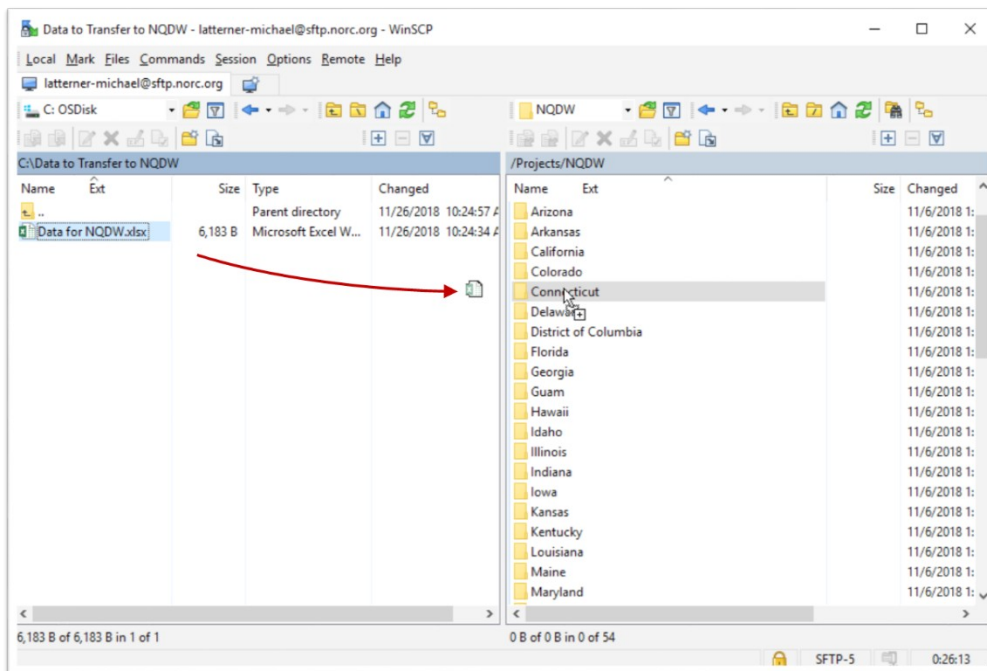 Data to Transfer to NQDW - latterner-michael@sftp.norc.org - WinSCP
Local Mark Files Commands Session Options Remote Help
latterner-michael@sftp.norc.org
C: OSDisk
NQDW
C:\Data to Transfer to NQDW
/Projects/NQDW
Name Ext Size Type Changed
Name Ext Size Changed
.. Parent directory 11/26/2018 10:24:57 A
Data for NQDW.xlsx 6,183 B Microsoft Excel W... 11/26/2018 10:24:34 A
Arizona 11/6/2018 1:
Arkansas 11/6/2018 1:
California 11/6/2018 1:
Colorado 11/6/2018 1:
Connecticut 11/6/2018 1:
Delaware 11/6/2018 1:
District of Columbia 11/6/2018 1:
Florida 11/6/2018 1:
Georgia 11/6/2018 1:
Guam 11/6/2018 1:
Hawaii 11/6/2018 1:
Idaho 11/6/2018 1:
Illinois 11/6/2018 1:
Indiana 11/6/2018 1:
Iowa 11/6/2018 1:
Kansas 11/6/2018 1:
Kentucky 11/6/2018 1:
Louisiana 11/6/2018 1:
Maine 11/6/2018 1:
Maryland 11/6/2018 1:
6,183 B of 6,183 B in 1 of 1
0 B of 0 B in 0 of 54
SFTP-5 0:26:13